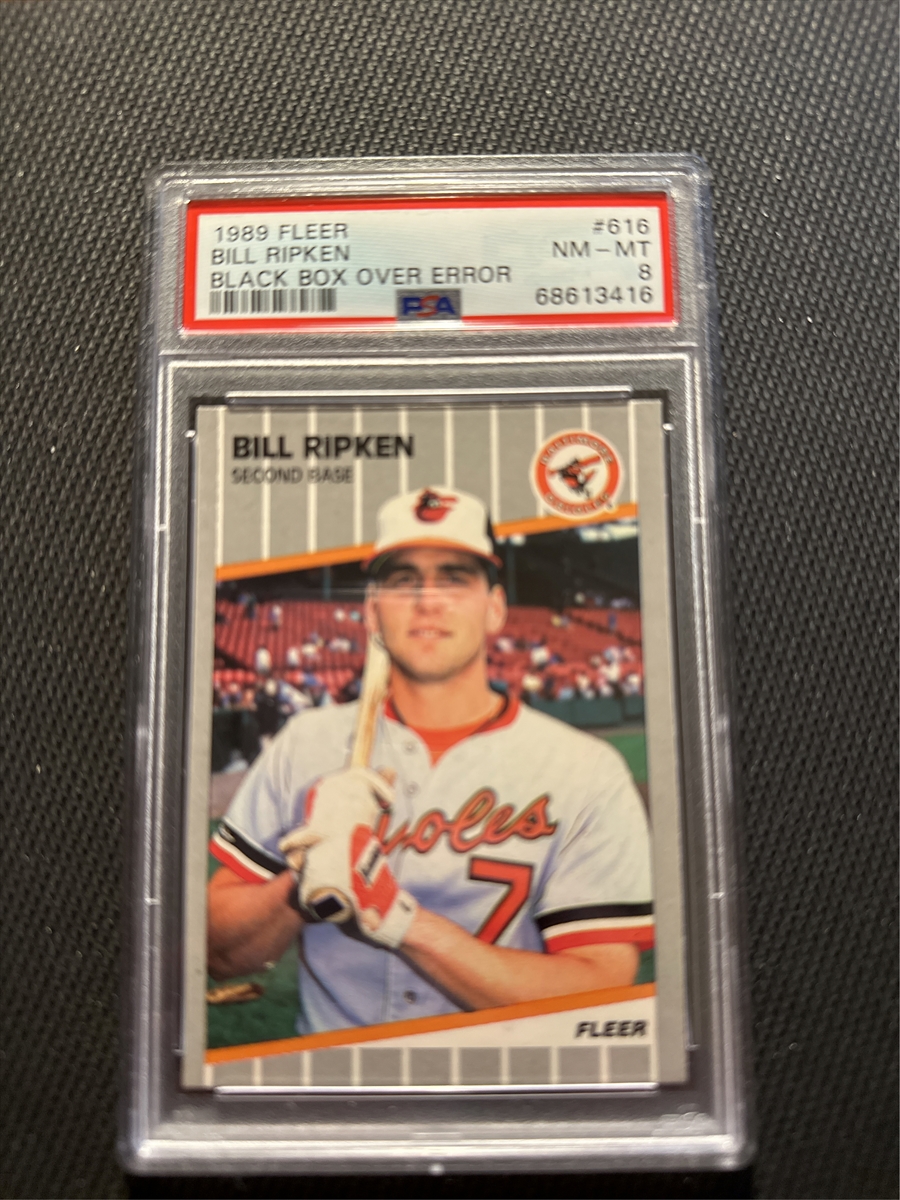 1989 FLEER #616
BILL RIPKEN NM-MT
BLACK BOX OVER ERROR 8
PSA 68613416
BILL RIPKEN
SECOND BASE
7
FLEER